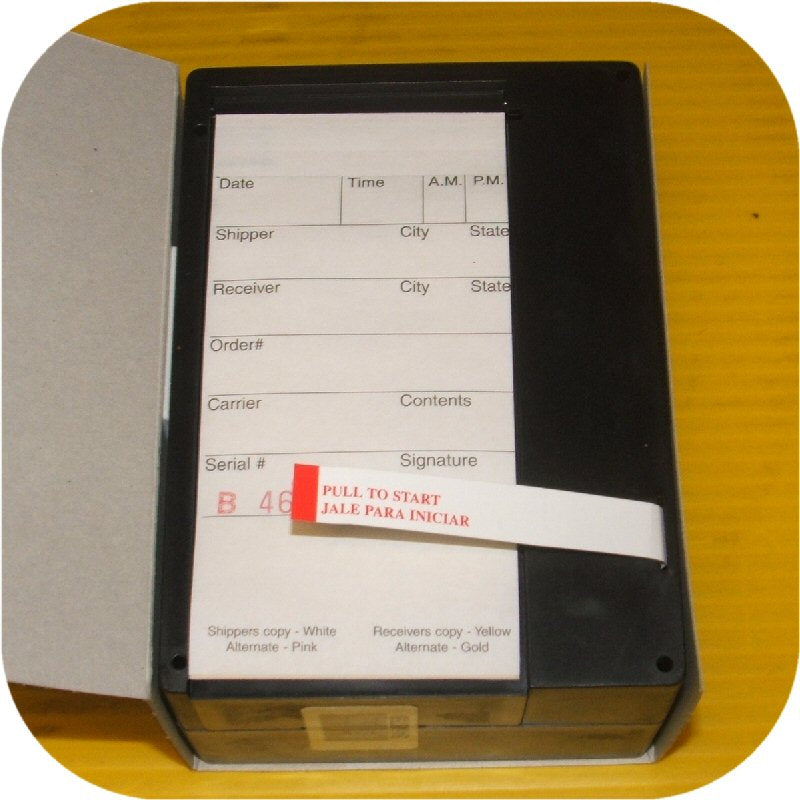 Date Time A.M. P.M.
Shipper City State
Receiver City State
Order#
Carrier Contents
Serial # Signature
B 46
PULL TO START
JALE PARA INICIAR
Shippers copy - White Receivers copy - Yellow
Alternate - Pink Alternate - Gold